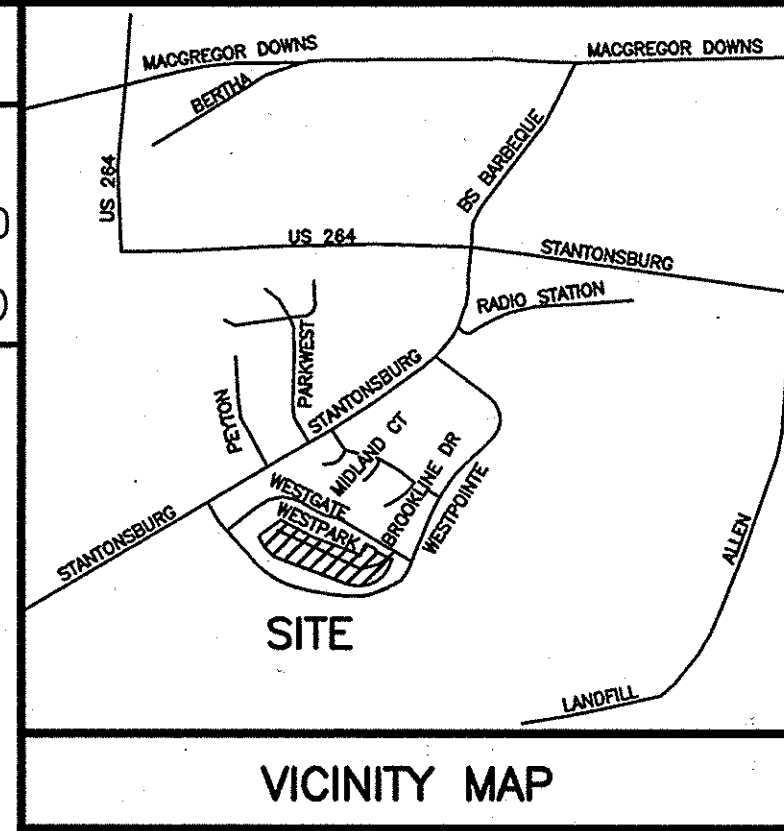 MACGREGOR DOWNS
MACGREGOR DOWNS
BERTHA
BS BARBEQUE
US 264
US 264
STANTONSBURG
RADIO STATION
PARKWEST
STANTONSBURG
PEYTON
MIDLAND CT
BROOKLINE DR
WESTGATE
WESTPARK
WESTPOINTE
STANTONSBURG
ALLEN
SITE
LANDFILL
VICINITY MAP